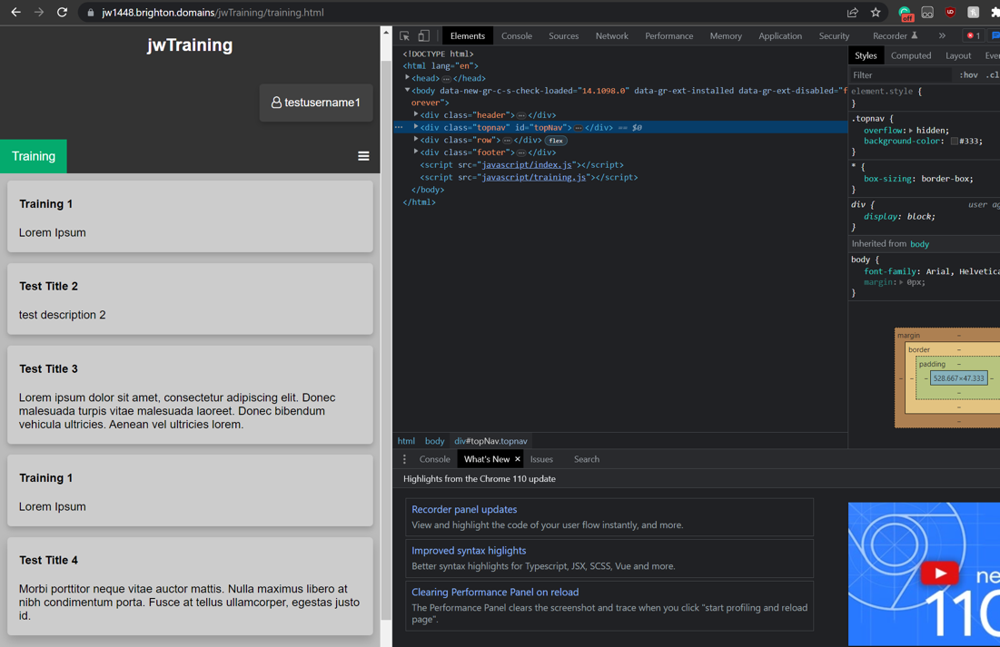 jw1448.brighton.domains/jwTraining/training.html
off
jwTraining
testusername1
Training
Training 1
Lorem Ipsum
Test Title 2
test description 2
Test Title 3
Lorem ipsum dolor sit amet, consectetur adipiscing elit. Donec
malesuada turpis vitae malesuada laoreet. Donec bibendum
vehicula ultricies. Aenean vel ultricies lorem.
Training 1
Lorem Ipsum
Test Title 4
Morbi porttitor neque vitae auctor mattis. Nulla maximus libero at
nibh condimentum porta. Fusce at tellus ullamcorper, egestas justo
id.
Elements Console Sources Network Performance Memory Application Security Recorder » 1
<!DOCTYPE html>
<html lang="en">
<head> … </head>
<body data-new-gr-c-s-check-loaded="14.1098.0" data-gr-ext-installed data-gr-ext-disabled="f
orever">
<div class="header"> … </div>
<div class="topnav" id="topNav"> … </div> == $0
<div class="row"> … </div> flex
<div class="footer"> … </div>
<script src="javascript/index.js"></script>
<script src="javascript/training.js"></script>
</body>
</html>
html body div#topNav.topnav
Styles Computed Layout Eve
Filter :hov .cl
element.style {
}
.topnav {
overflow: hidden;
background-color: #333;
}
* {
box-sizing: border-box;
}
div { user ag
display: block;
}
Inherited from body
body {
font-family: Arial, Helvetica
margin: 0px;
}
margin –
border –
padding –
– – – 528.667×47.333 – –
–
–
–
Console What's New × Issues Search
Highlights from the Chrome 110 update
Recorder panel updates
View and highlight the code of your user flow instantly, and more.
Improved syntax higlights
Better syntax highlights for Typescript, JSX, SCSS, Vue and more.
Clearing Performance Panel on reload
The Performance Panel clears the screenshot and trace when you click "start profiling and reload
page".
ne
110